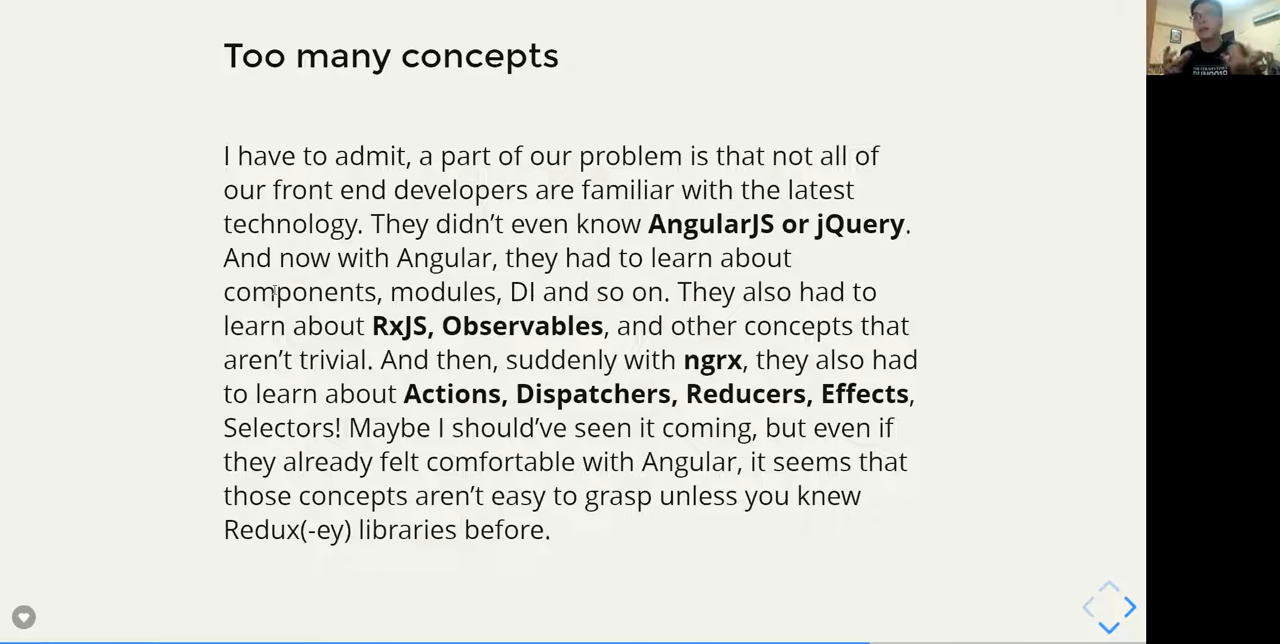 Too many concepts
I have to admit, a part of our problem is that not all of
our front end developers are familiar with the latest
technology. They didn’t even know AngularJS or jQuery.
And now with Angular, they had to learn about
components, modules, DI and so on. They also had to
learn about RxJS, Observables, and other concepts that
aren’t trivial. And then, suddenly with ngrx, they also had
to learn about Actions, Dispatchers, Reducers, Effects,
Selectors! Maybe I should’ve seen it coming, but even if
they already felt comfortable with Angular, it seems that
those concepts aren’t easy to grasp unless you knew
Redux(-ey) libraries before.